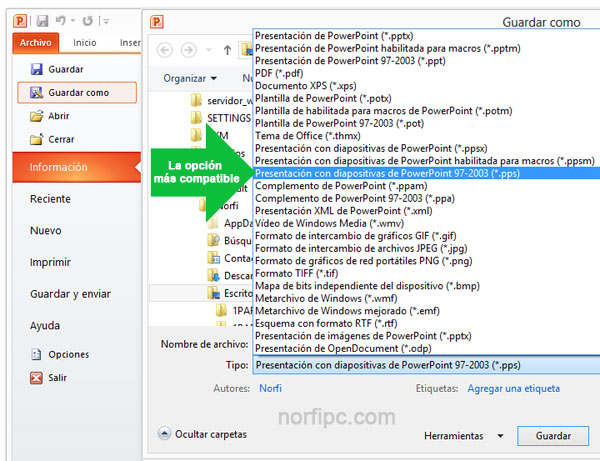 Guardar como
Archivo
Inicio
Inser
Guardar
Guardar como
Abrir
Cerrar
Información
Reciente
Nuevo
Imprimir
Guardar y enviar
Ayuda
Opciones
Salir
Organizar
Nu
servidor_w
SETTINGS
Norfi
AppDa
Búsqu
Contac
Descar
Escrito
1PAR
La opción
más compatible
Presentación de PowerPoint (*.pptx)
Presentación de PowerPoint habilitada para macros (*.pptm)
Presentación de PowerPoint 97-2003 (*.ppt)
PDF (*.pdf)
Documento XPS (*.xps)
Plantilla de PowerPoint (*.potx)
Plantilla de habilitada para macros de PowerPoint (*.potm)
Plantilla de PowerPoint 97-2003 (*.pot)
Tema de Office (*.thmx)
Presentación con diapositivas de PowerPoint (*.ppsx)
Presentación con diapositivas de PowerPoint habilitada para macros (*.ppsm)
Presentación con diapositivas de PowerPoint 97-2003 (*.pps)
Complemento de PowerPoint (*.ppam)
Complemento de PowerPoint 97-2003 (*.ppa)
Presentación XML de PowerPoint (*.xml)
Vídeo de Windows Media (*.wmv)
Formato de intercambio de gráficos GIF (*.gif)
Formato de intercambio de archivos JPEG (*.jpg)
Formato de gráficos de red portátiles PNG (*.png)
Formato TIFF (*.tif)
Mapa de bits independiente del dispositivo (*.bmp)
Metarchivo de Windows (*.wmf)
Metarchivo de Windows mejorado (*.emf)
Esquema con formato RTF (*.rtf)
Presentación de imágenes de PowerPoint (*.pptx)
Presentación de OpenDocument (*.odp)
Nombre de archivo:
Tipo:
Presentación con diapositivas de PowerPoint 97-2003 (*.pps)
Autores: Norfi
Etiquetas: Agregar una etiqueta
norfipc.com
Ocultar carpetas
Herramientas
Guardar